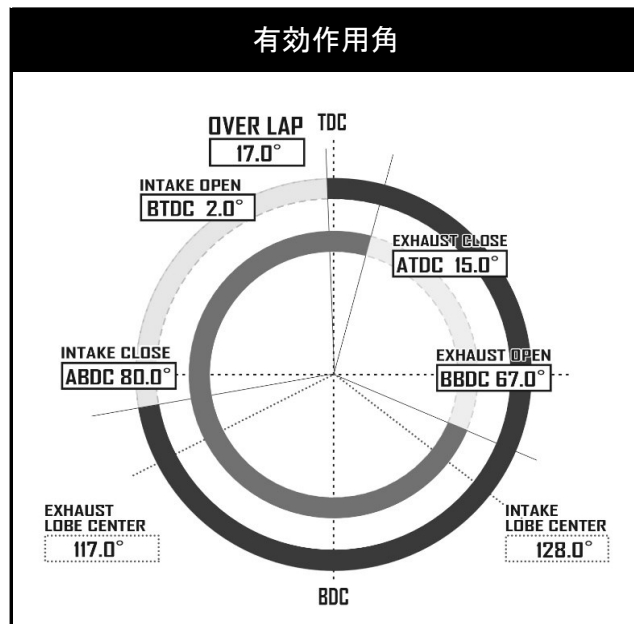 有効作用角
OVER LAP
17.0°
TDC
INTAKE OPEN
BTDC 2.0°
EXHAUST CLOSE
ATDC 15.0°
INTAKE CLOSE
ABDC 80.0°
EXHAUST OPEN
BBDC 67.0°
EXHAUST
LOBE CENTER
117.0°
INTAKE
LOBE CENTER
128.0°
BDC